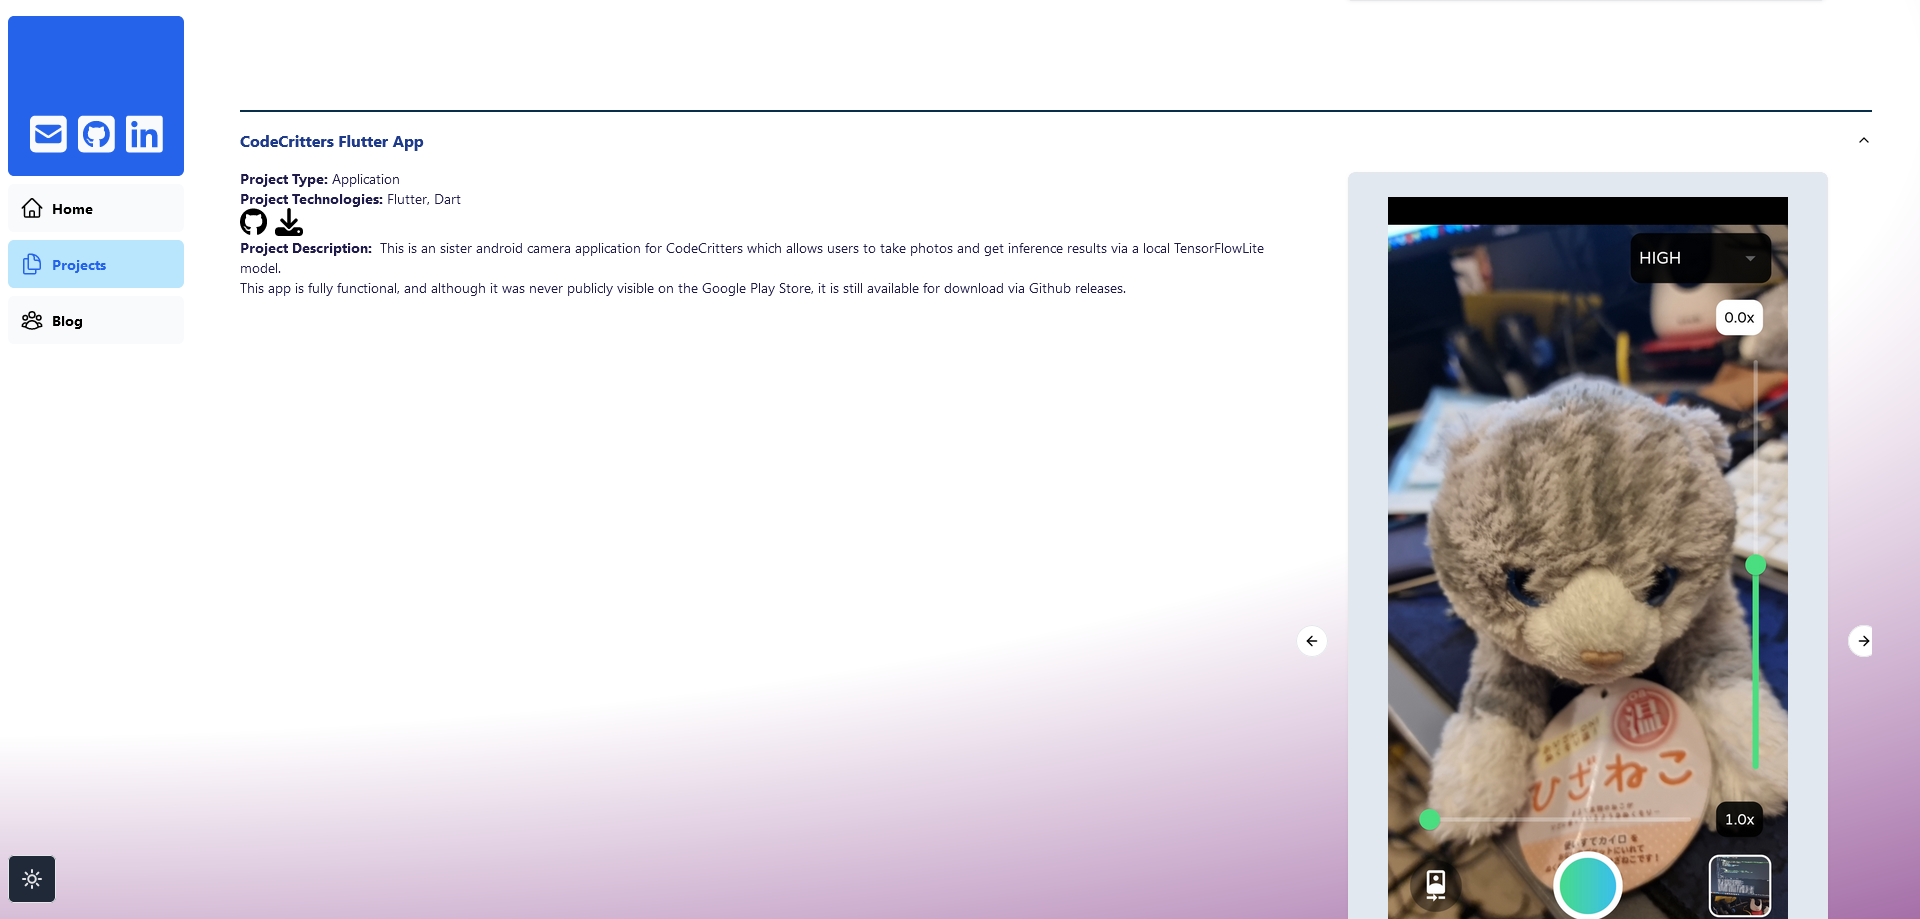 Home
Projects
Blog
CodeCritters Flutter App
Project Type: Application
Project Technologies: Flutter, Dart
Project Description: This is an sister android camera application for CodeCritters which allows users to take photos and get inference results via a local TensorFlowLite
model.
This app is fully functional, and although it was never publicly visible on the Google Play Store, it is still available for download via Github releases.
HIGH
0.0x
温
ひざねこ
1.0x